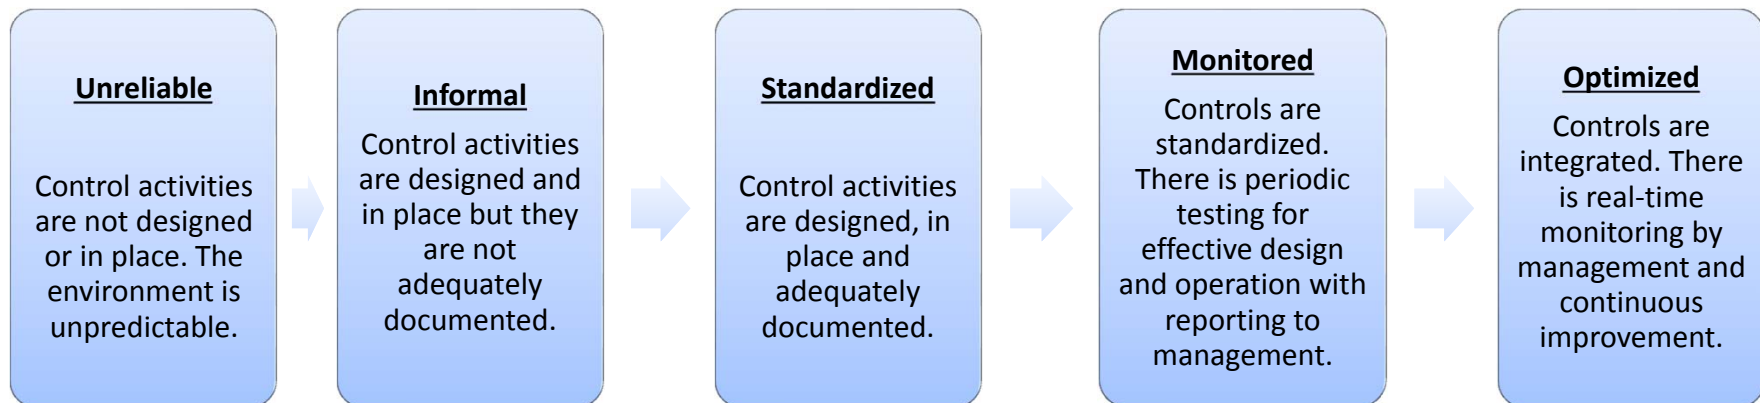 Unreliable
Control activities
are not designed
or in place. The
environment is
unpredictable.
Informal
Control activities
are designed and
in place but they
are not
adequately
documented.
Standardized
Control activities
are designed, in
place and
adequately
documented.
Monitored
Controls are
standardized.
There is periodic
testing for
effective design
and operation with
reporting to
management.
Optimized
Controls are
integrated. There
is real-time
monitoring by
management and
continuous
improvement.